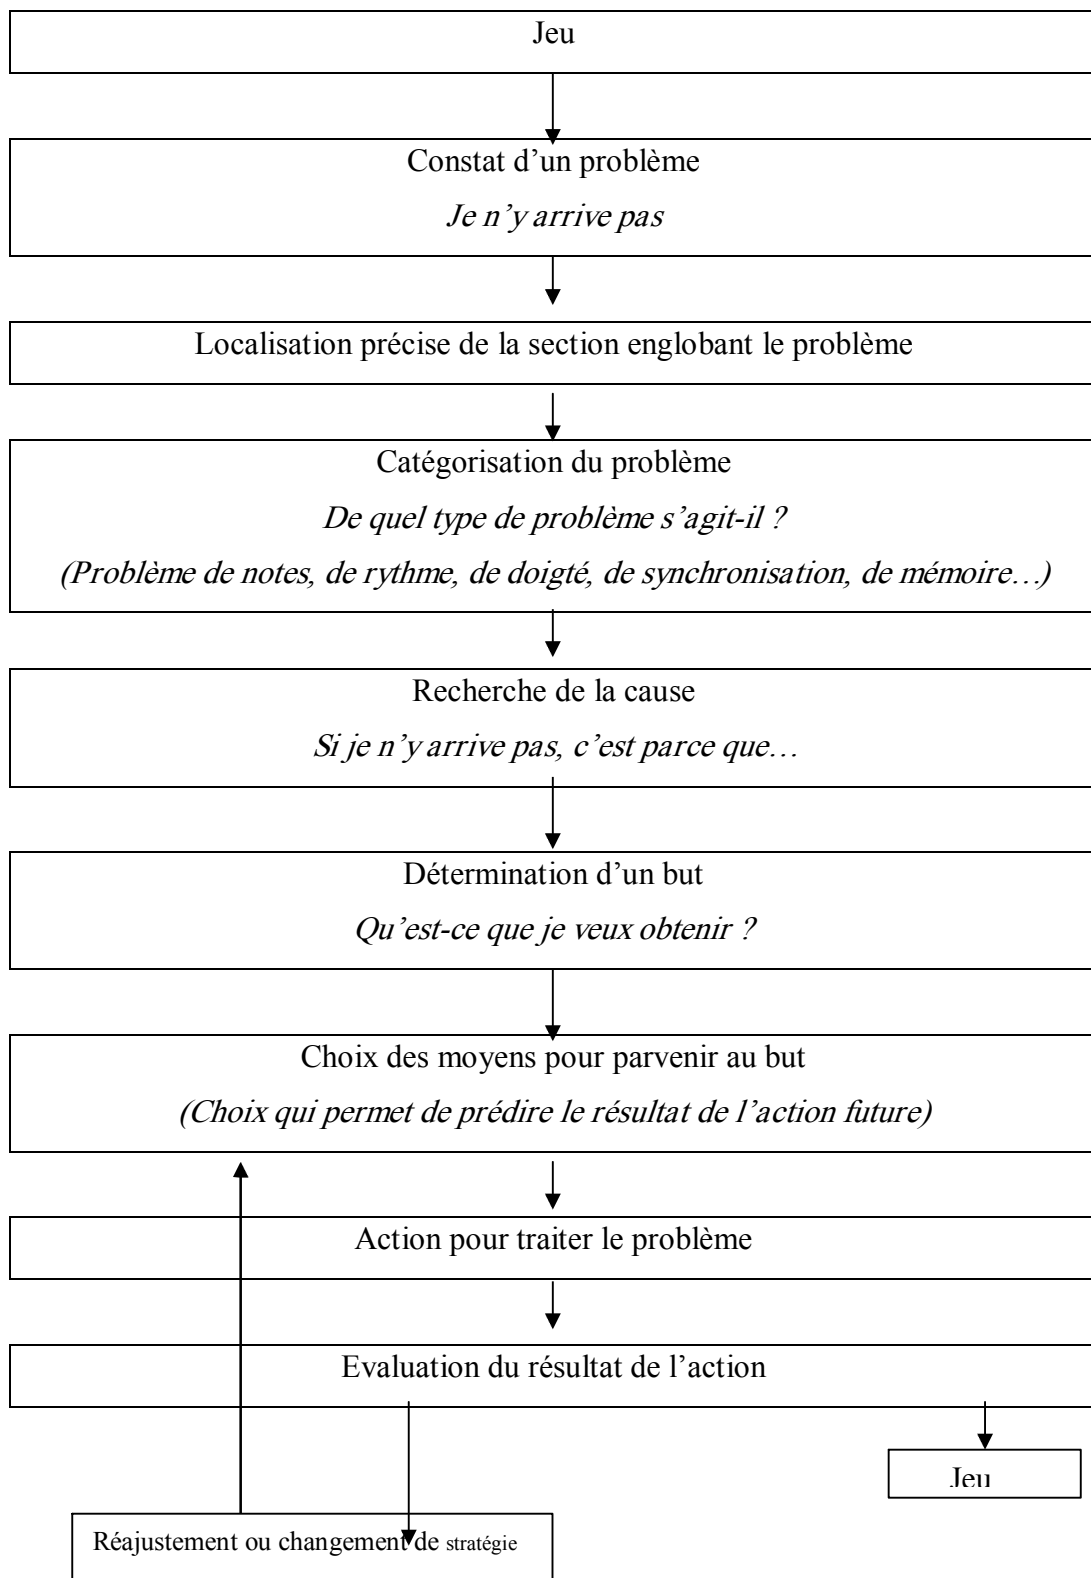 Jeu
Constat d’un problème
Je n’y arrive pas
Localisation précise de la section englobant le problème
Catégorisation du problème
De quel type de problème s’agit-il ?
(Problème de notes, de rythme, de doigté, de synchronisation, de mémoire…)
Recherche de la cause
Si je n’y arrive pas, c’est parce que…
Détermination d’un but
Qu’est-ce que je veux obtenir ?
Choix des moyens pour parvenir au but
(Choix qui permet de prédire le résultat de l’action future)
Action pour traiter le problème
Evaluation du résultat de l’action
Jeu
Réajustement ou changement de stratégie